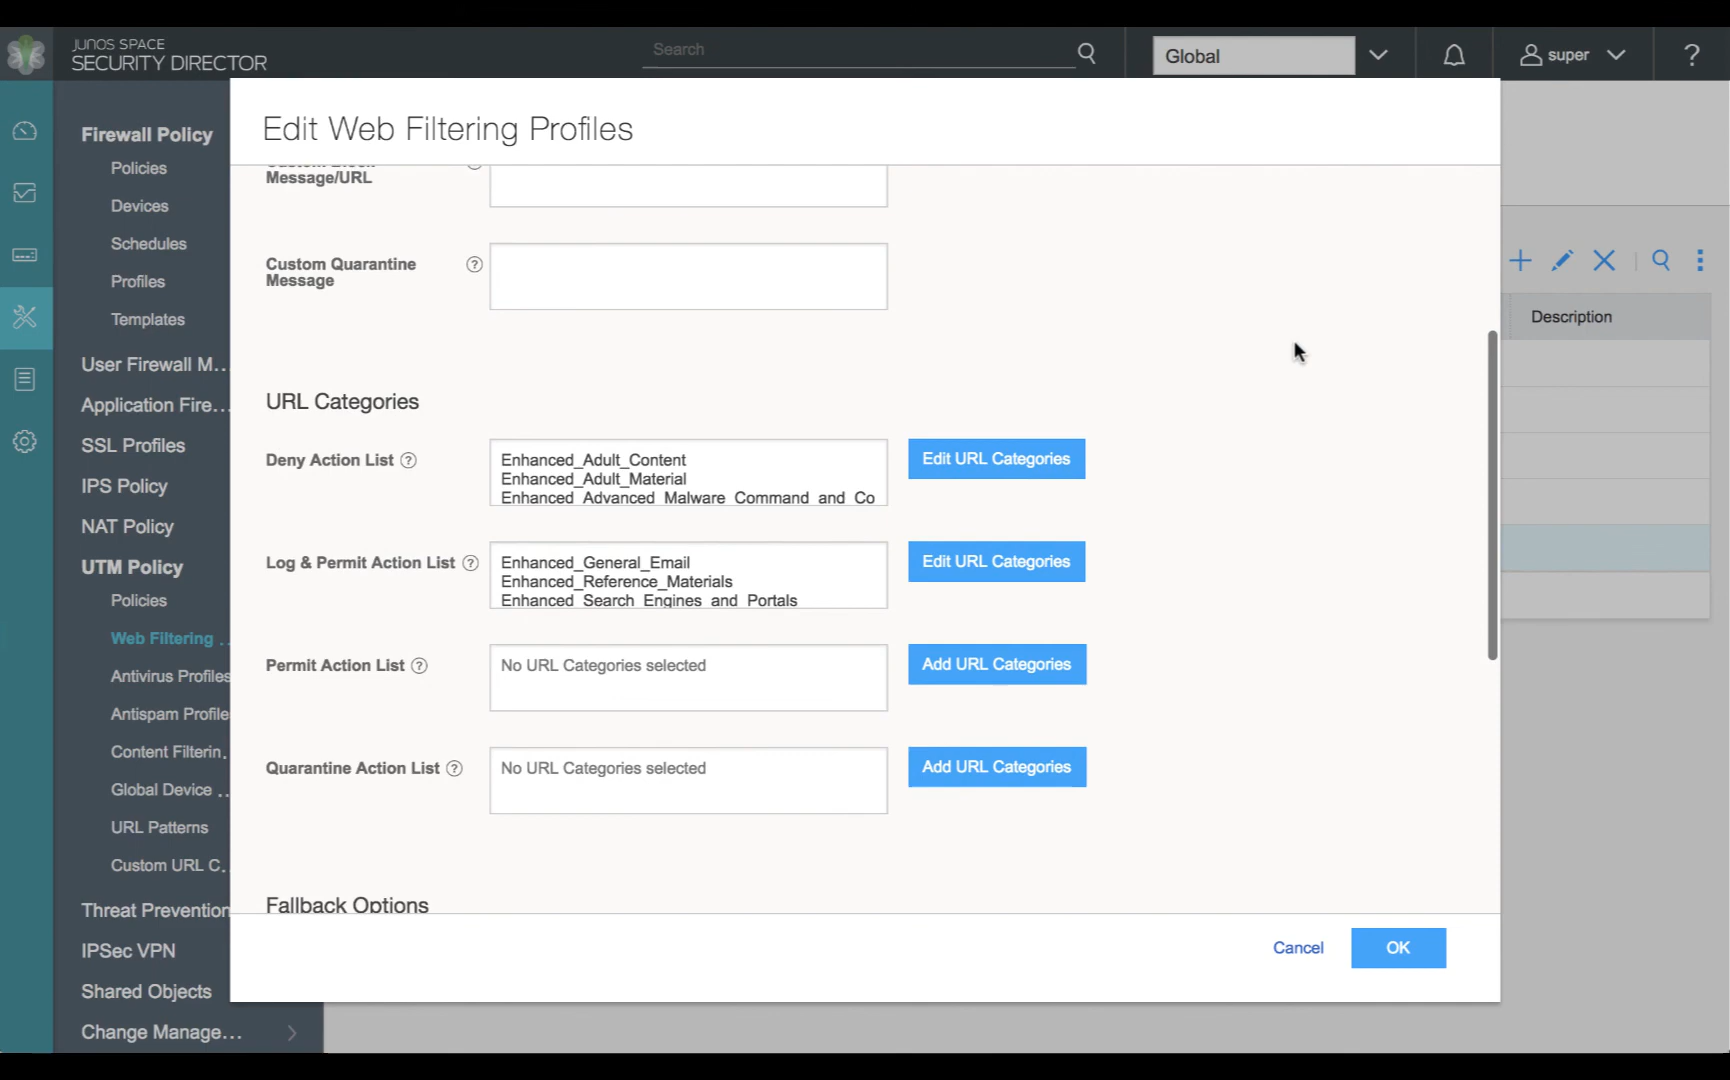 JUNOS SPACE
SECURITY DIRECTOR
Search
Global
super
?
Firewall Policy
Policies
Devices
Schedules
Profiles
Templates
User Firewall M...
Application Fire...
SSL Profiles
IPS Policy
NAT Policy
UTM Policy
Policies
Web Filtering ..
Antivirus Profiles
Antispam Profile
Content Filterin.
Global Device ..
URL Patterns
Custom URL C.
Threat Prevention
IPSec VPN
Shared Objects
Change Manage...
Edit Web Filtering Profiles
Message/URL
Custom Quarantine
Message
?
URL Categories
Deny Action List ?
Enhanced_Adult_Content
Enhanced_Adult_Material
Enhanced_Advanced_Malware_Command_and_Co
Edit URL Categories
Log & Permit Action List ?
Enhanced_General_Email
Enhanced_Reference_Materials
Enhanced_Search_Engines_and_Portals
Edit URL Categories
Permit Action List ?
No URL Categories selected
Add URL Categories
Quarantine Action List ?
No URL Categories selected
Add URL Categories
Fallback Options
Cancel
OK
Description